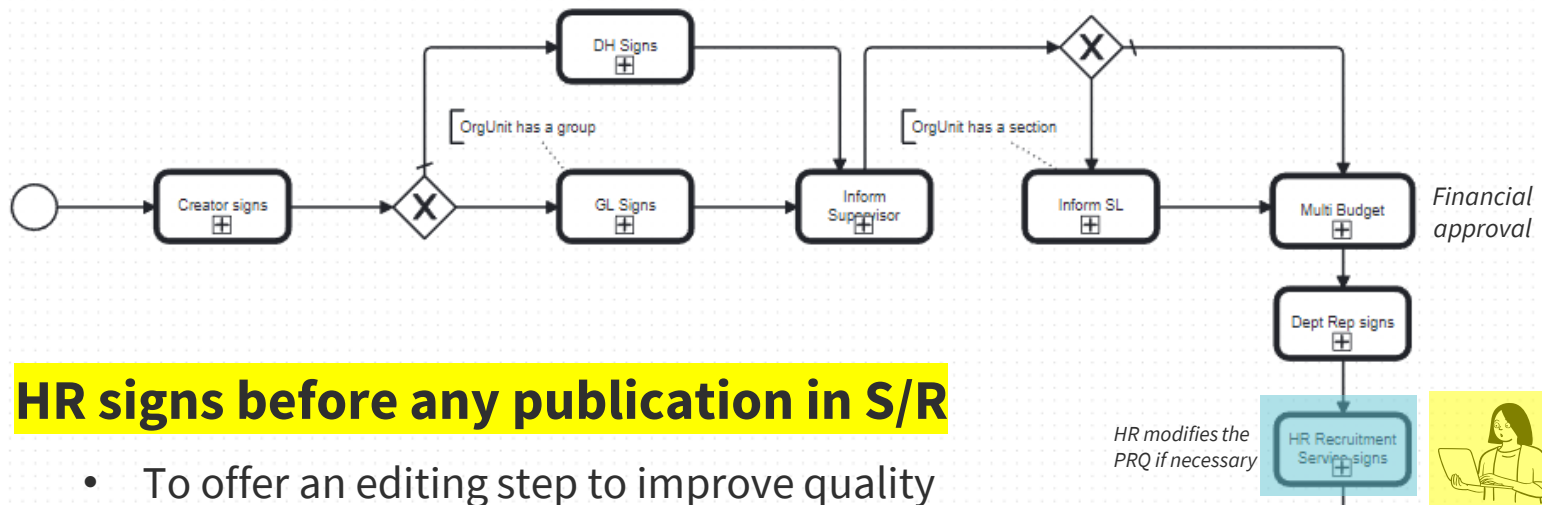 DH Signs
OrgUnit has a group
OrgUnit has a section
Creator signs
X
GL Signs
Inform
Supervisor
X
Inform SL
Multi Budget
Financial
approval
Dept Rep signs
HR signs before any publication in S/R
HR modifies the
PRQ if necessary
HR Recruitment
Service signs
• To offer an editing step to improve quality